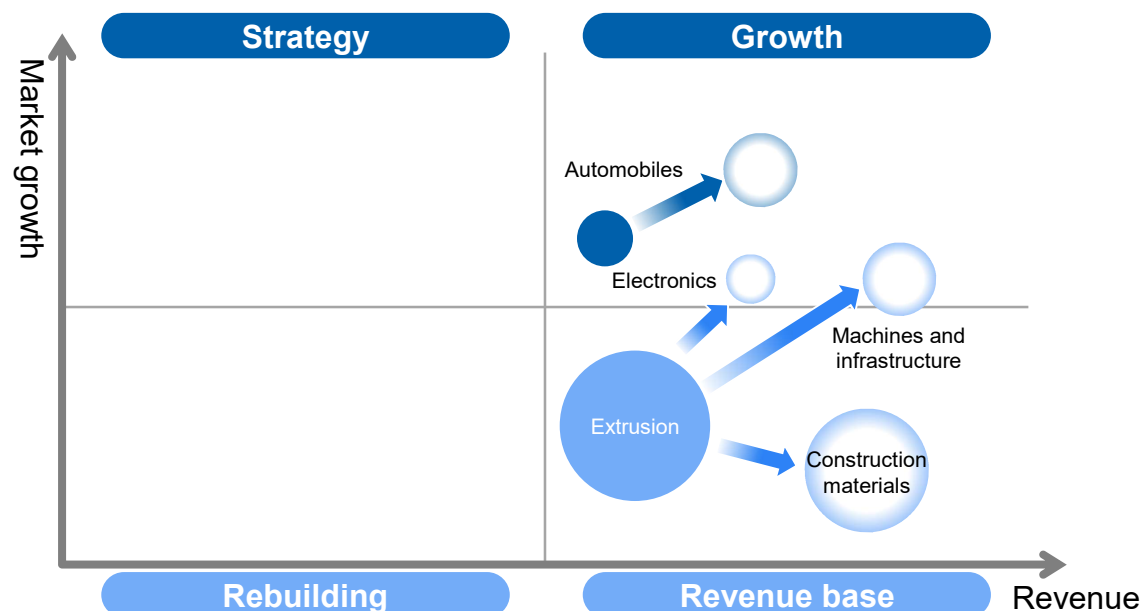 Strategy
Growth
Market growth
Automobiles
Electronics
Machines and
infrastructure
Extrusion
Construction
materials
Rebuilding
Revenue base
Revenue